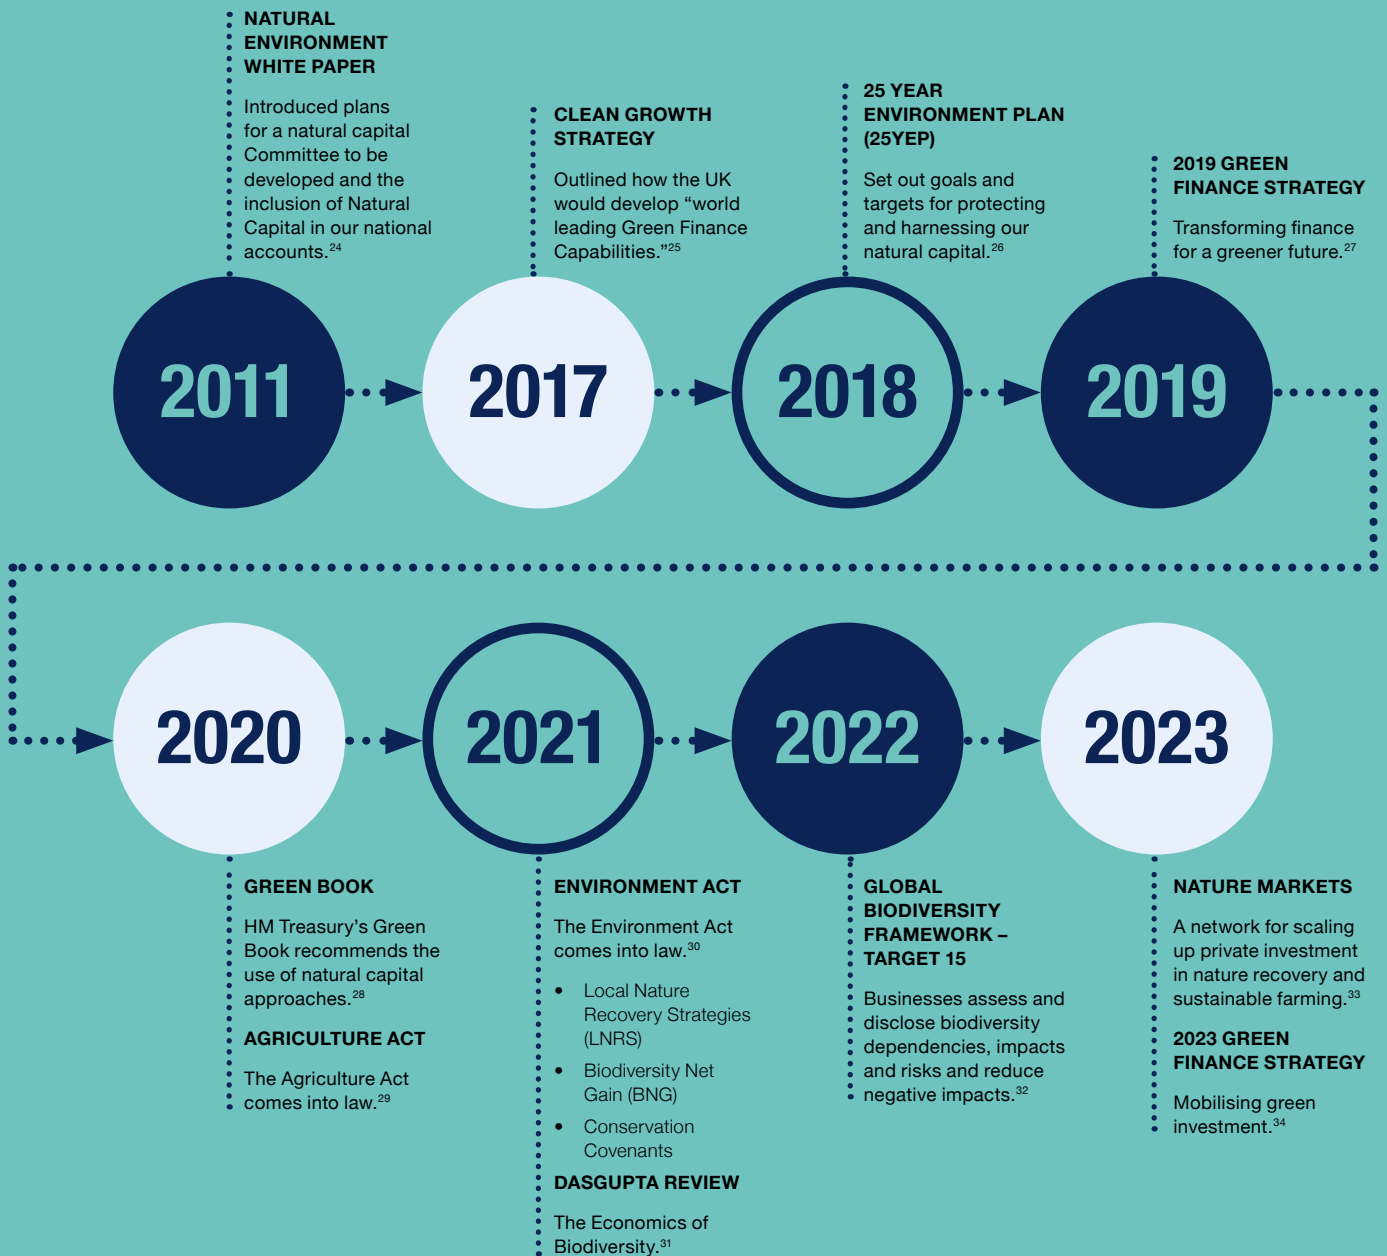 NATURAL
ENVIRONMENT
WHITE PAPER
Introduced plans
for a natural capital
Committee to be
developed and the
inclusion of Natural
Capital in our national
accounts.24
CLEAN GROWTH
STRATEGY
Outlined how the UK
would develop “world
leading Green Finance
Capabilities.”25
25 YEAR
ENVIRONMENT PLAN
(25YEP)
Set out goals and
targets for protecting
and harnessing our
natural capital.26
2019 GREEN
FINANCE STRATEGY
Transforming finance
for a greener future.27
2011
2017
2018
2019
2020
2021
2022
2023
GREEN BOOK
HM Treasury’s Green
Book recommends the
use of natural capital
approaches.28
AGRICULTURE ACT
The Agriculture Act
comes into law.29
ENVIRONMENT ACT
The Environment Act
comes into law.30
• Local Nature
Recovery Strategies
(LNRS)
• Biodiversity Net
Gain (BNG)
• Conservation
Covenants
DASGUPTA REVIEW
The Economics of
Biodiversity.31
GLOBAL
BIODIVERSITY
FRAMEWORK –
TARGET 15
Businesses assess and
disclose biodiversity
dependencies, impacts
and risks and reduce
negative impacts.32
NATURE MARKETS
A network for scaling
up private investment
in nature recovery and
sustainable farming.33
2023 GREEN
FINANCE STRATEGY
Mobilising green
investment.34